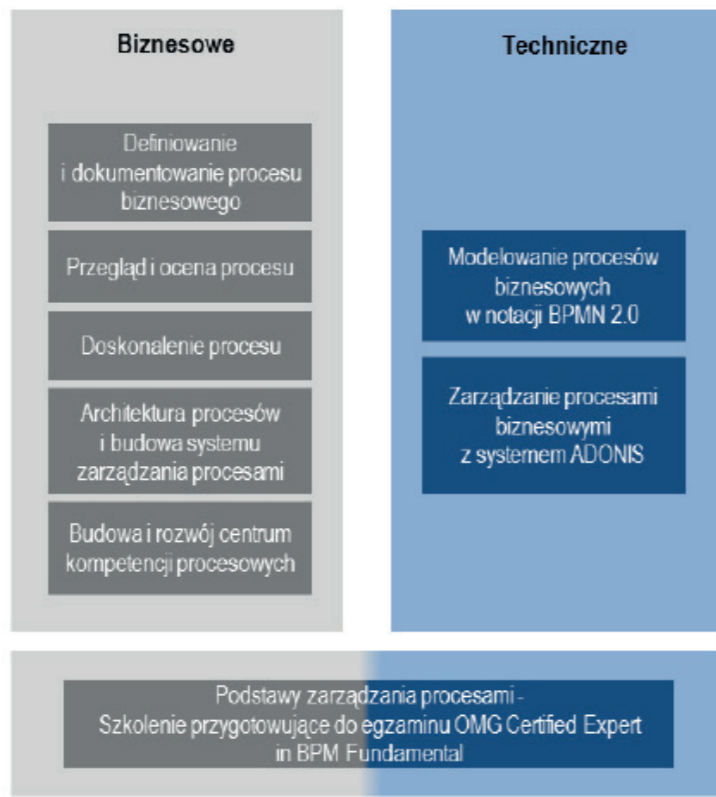 Biznesowe
Definiowanie
i dokumentowanie procesu
biznesowego
Przegląd i ocena procesu
Doskonalenie procesu
Architektura procesów
i budowa systemu
zarządzania procesami
Budowa i rozwój centrum
kompetencji procesowych
Techniczne
Modelowanie procesów
biznesowych
w notacji BPMN 2.0
Zarządzanie procesami
biznesowymi
z systemem ADONIS
Podstawy zarządzania procesami -
Szkolenie przygotowujące do egzaminu OMG Certified Expert
in BPM Fundamental